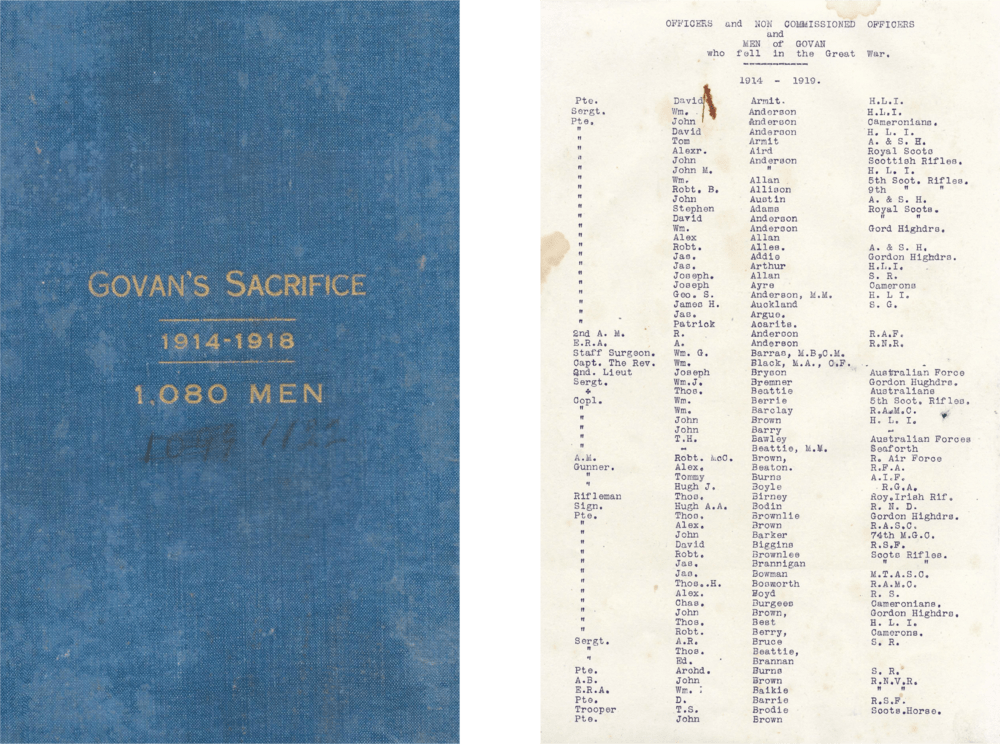 GOVAN'S SACRIFICE
1914-1918
1,080 MEN
OFFICERS and NON COMMISSIONED OFFICERS
and
MEN of GOVAN
who fell in the Great War.
1914 - 1919.
Pte. David Armit. H.L.I.
Sergt. Wm. Anderson H.L.I.
Pte. John Anderson Cameronians.
" David Anderson H. L. I.
" Tom Armit A. & S. H.
" Alexr. Aird Royal Scots
" John Anderson Scottish Rifles.
" John M. " H. L. I.
" Wm. Allan 5th Scot. Rifles.
" Robt. B. Allison 9th " "
" John Austin A. & S. H.
" Stephen Adams Royal Scots.
" David Anderson " "
" Wm. Anderson Gord Highdrs.
" Alex Allan
" Robt. Alles. A. & S. H.
" Jas. Addie Gordon Highdrs.
" Jas. Arthur H.L.I.
" Joseph. Allan S. R.
" Joseph Ayre Camerons
" Geo. S. Anderson, M.M. H. L I.
" James H. Auckland S. G.
" Jas. Argue.
" Patrick Acarits.
2nd A. M. R. Anderson R.A.F.
E.R.A. A. Anderson R.N.R.
Staff Surgeon. Wm. G. Barras, M.B,C.M.
Capt. The Rev. Wm. Black, M.A., C.F.
Qnd. Lieut Joseph Bryson Australian Force
Sergt. Wm.J. Bremner Gordon Hughdrs.
" Thos. Beattie Australians
Copl. Wm. Berrie 5th Scot. Rifles.
" Wm. Barclay R.A.M.C.
" John Brown H. L. I.
" John Barry "
" T.H. Bawley Australian Forces
" " Beattie, M.M. Seaforth
A.M. Robt. McC. Brown, R. Air Force
Gunner. Alex. Beaton. R.F.A.
" Tommy Burns A.I.F.
" Hugh J. Boyle R.G.A.
Rifleman Thos. Birney Roy.Irish Rif.
Sign. Hugh A.A. Bodin R. N. D.
Pte. Thos. Brownlie Gordon Highdrs.
" Alex. Brown R.A.S.C.
" John Barker 74th M.G.C.
" David Biggins R.S.F.
" Robt. Brownlee Scots Rifles.
" Jas. Brannigan " "
" Jas. Bowman M.T.A.S.C.
" Thos..H. Bosworth R.A.M.C.
" Alex. Boyd R. S.
" Chas. Burgess Cameronians.
" John Brown, Gordon Highdrs.
" Thos. Best H. L. I.
" Robt. Berry, Camerons.
Sergt. A.R. Bruce S. R.
" Thos. Beattie,
" Ed. Brannan
Pte. Archd. Burns S. R.
A.B. John Brown R.N.V.R.
E.R.A. Wm. Baikie " "
Pte. D. Barrie R.S.F.
Trooper T.S. Brodie Scots.Horse.
Pte. John Brown